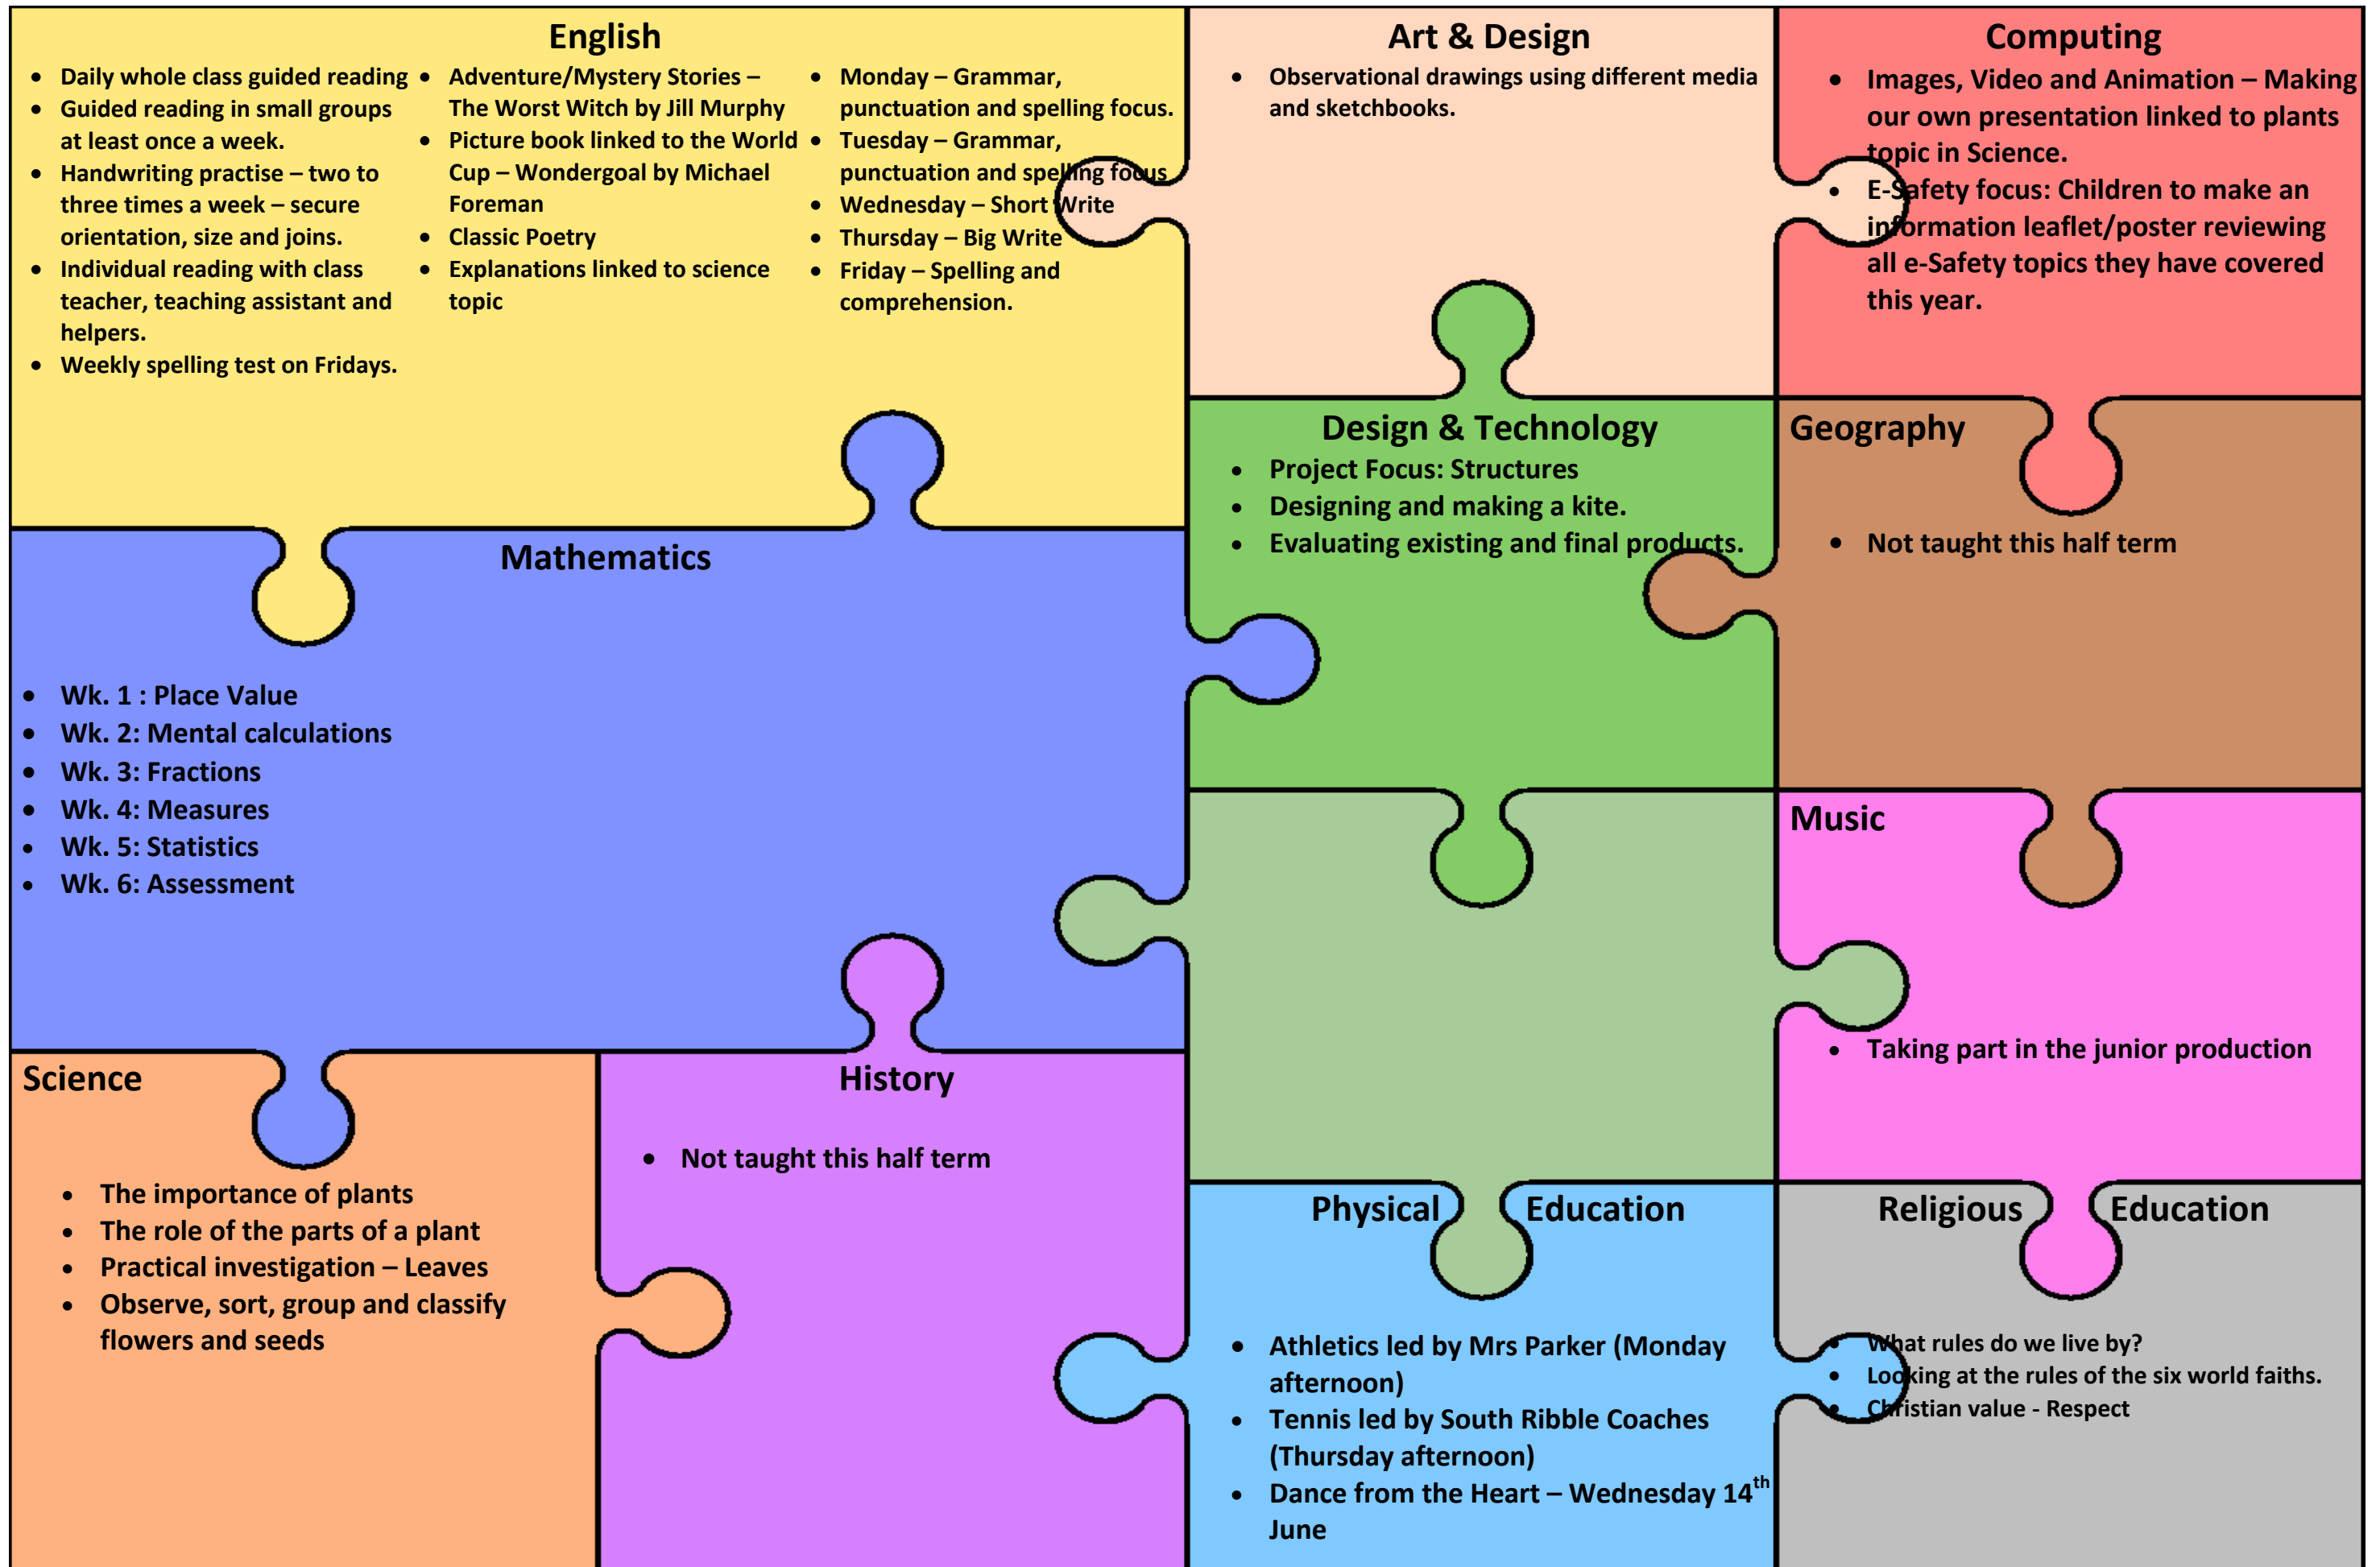 English
• Daily whole class guided reading
• Guided reading in small groups
at least once a week.
• Handwriting practise – two to
three times a week – secure
orientation, size and joins.
• Individual reading with class
teacher, teaching assistant and
helpers.
• Weekly spelling test on Fridays.
• Adventure/Mystery Stories –
The Worst Witch by Jill Murphy
• Picture book linked to the World
Cup – Wondergoal by Michael
Foreman
• Classic Poetry
• Explanations linked to science
topic
• Monday – Grammar,
punctuation and spelling focus.
• Tuesday – Grammar,
punctuation and spelling focus
• Wednesday – Short Write
• Thursday – Big Write
• Friday – Spelling and
comprehension.
Art & Design
• Observational drawings using different media
and sketchbooks.
Computing
• Images, Video and Animation – Making
our own presentation linked to plants
topic in Science.
• E-Safety focus: Children to make an
information leaflet/poster reviewing
all e-Safety topics they have covered
this year.
Mathematics
• Wk. 1 : Place Value
• Wk. 2: Mental calculations
• Wk. 3: Fractions
• Wk. 4: Measures
• Wk. 5: Statistics
• Wk. 6: Assessment
Design & Technology
• Project Focus: Structures
• Designing and making a kite.
• Evaluating existing and final products.
Geography
• Not taught this half term
Music
• Taking part in the junior production
Science
• The importance of plants
• The role of the parts of a plant
• Practical investigation – Leaves
• Observe, sort, group and classify
flowers and seeds
History
• Not taught this half term
Physical Education
• Athletics led by Mrs Parker (Monday
afternoon)
• Tennis led by South Ribble Coaches
(Thursday afternoon)
• Dance from the Heart – Wednesday 14th
June
Religious Education
• What rules do we live by?
• Looking at the rules of the six world faiths.
• Christian value - Respect